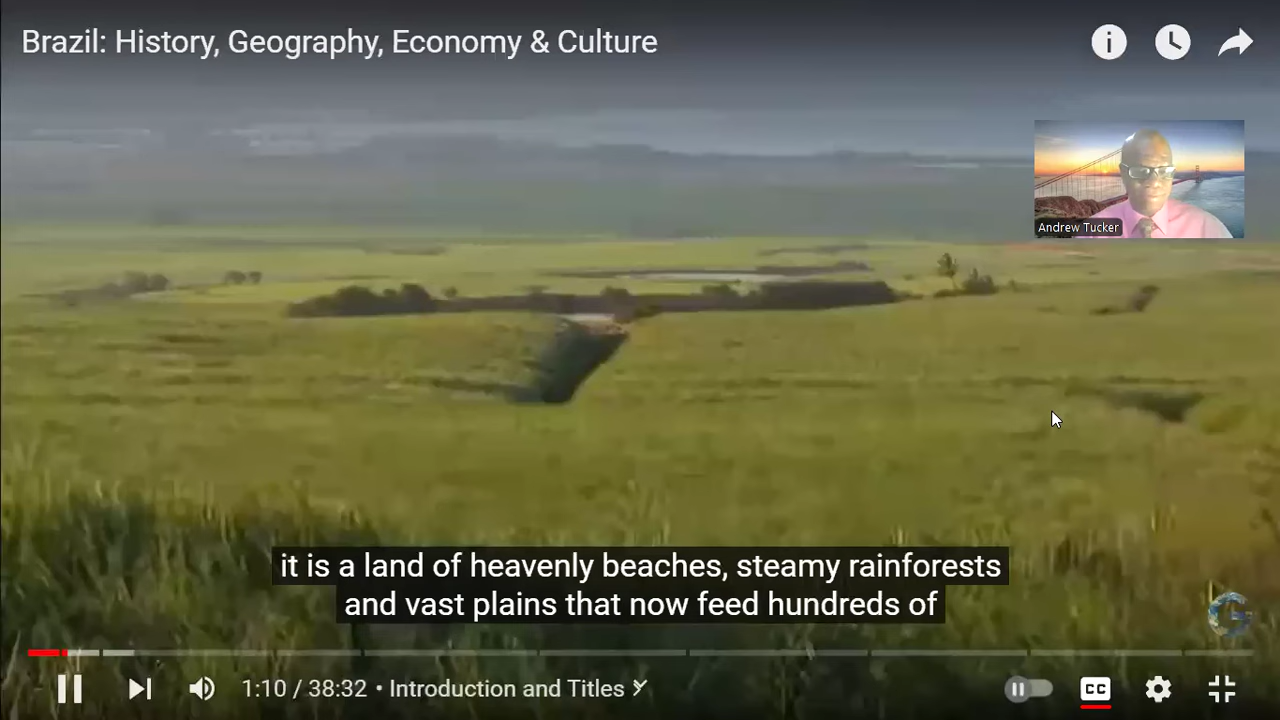 Brazil: History, Geography, Economy & Culture
Andrew Tucker
it is a land of heavenly beaches, steamy rainforests
and vast plains that now feed hundreds of
1:10 / 38:32 • Introduction and Titles
CC
G